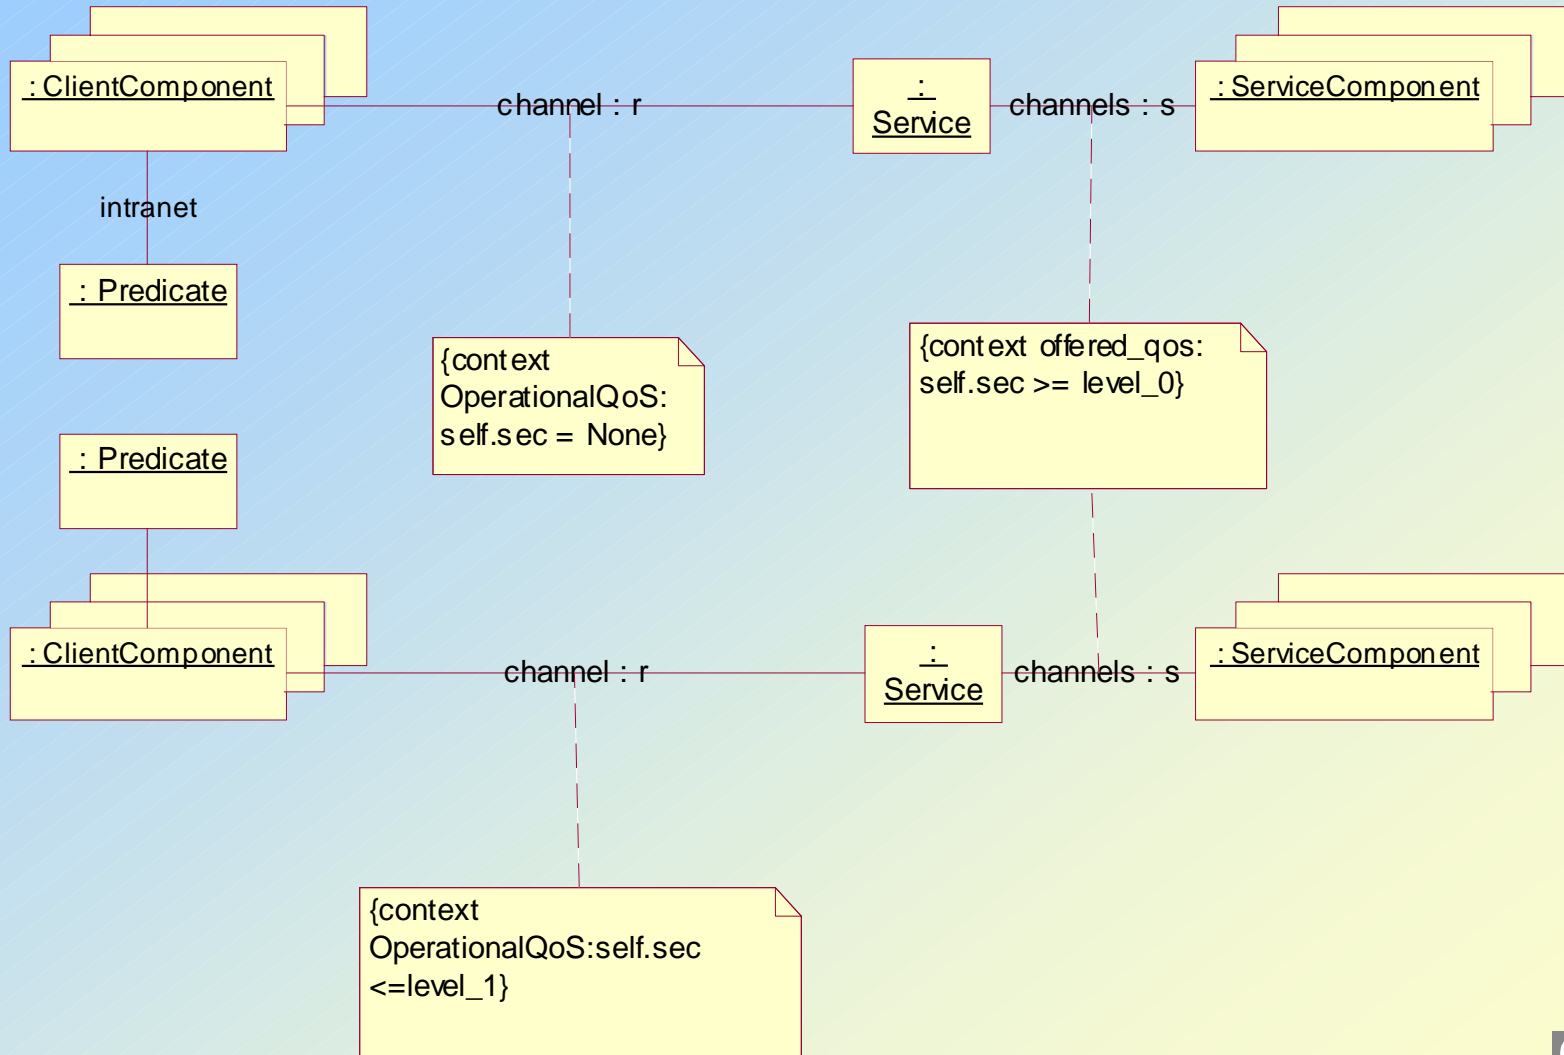 : ClientComponent
channel : r
:
Service
channels : s
: ServiceComponent
intranet
: Predicate
{context
OperationalQoS:
self.sec = None}
{context offered_qos:
self.sec >= level_0}
: Predicate
: ClientComponent
channel : r
:
Service
channels : s
: ServiceComponent
{context
OperationalQoS:self.sec
<=level_1}